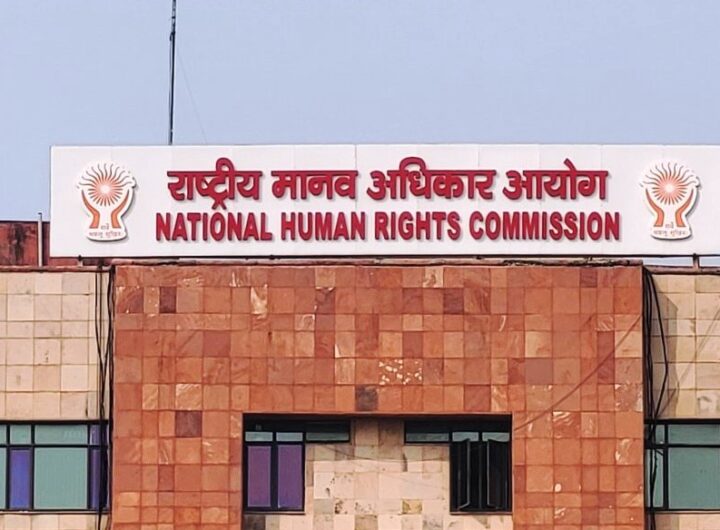 राष्ट्रीय मानव अधिकार आयोग
NATIONAL HUMAN RIGHTS COMMISSION